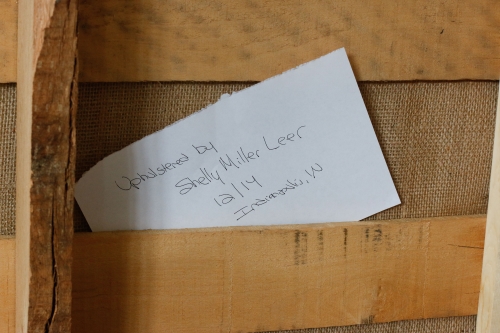 Upholstered by
Shelly Miller Leer
12/14
Indianapolis, IN